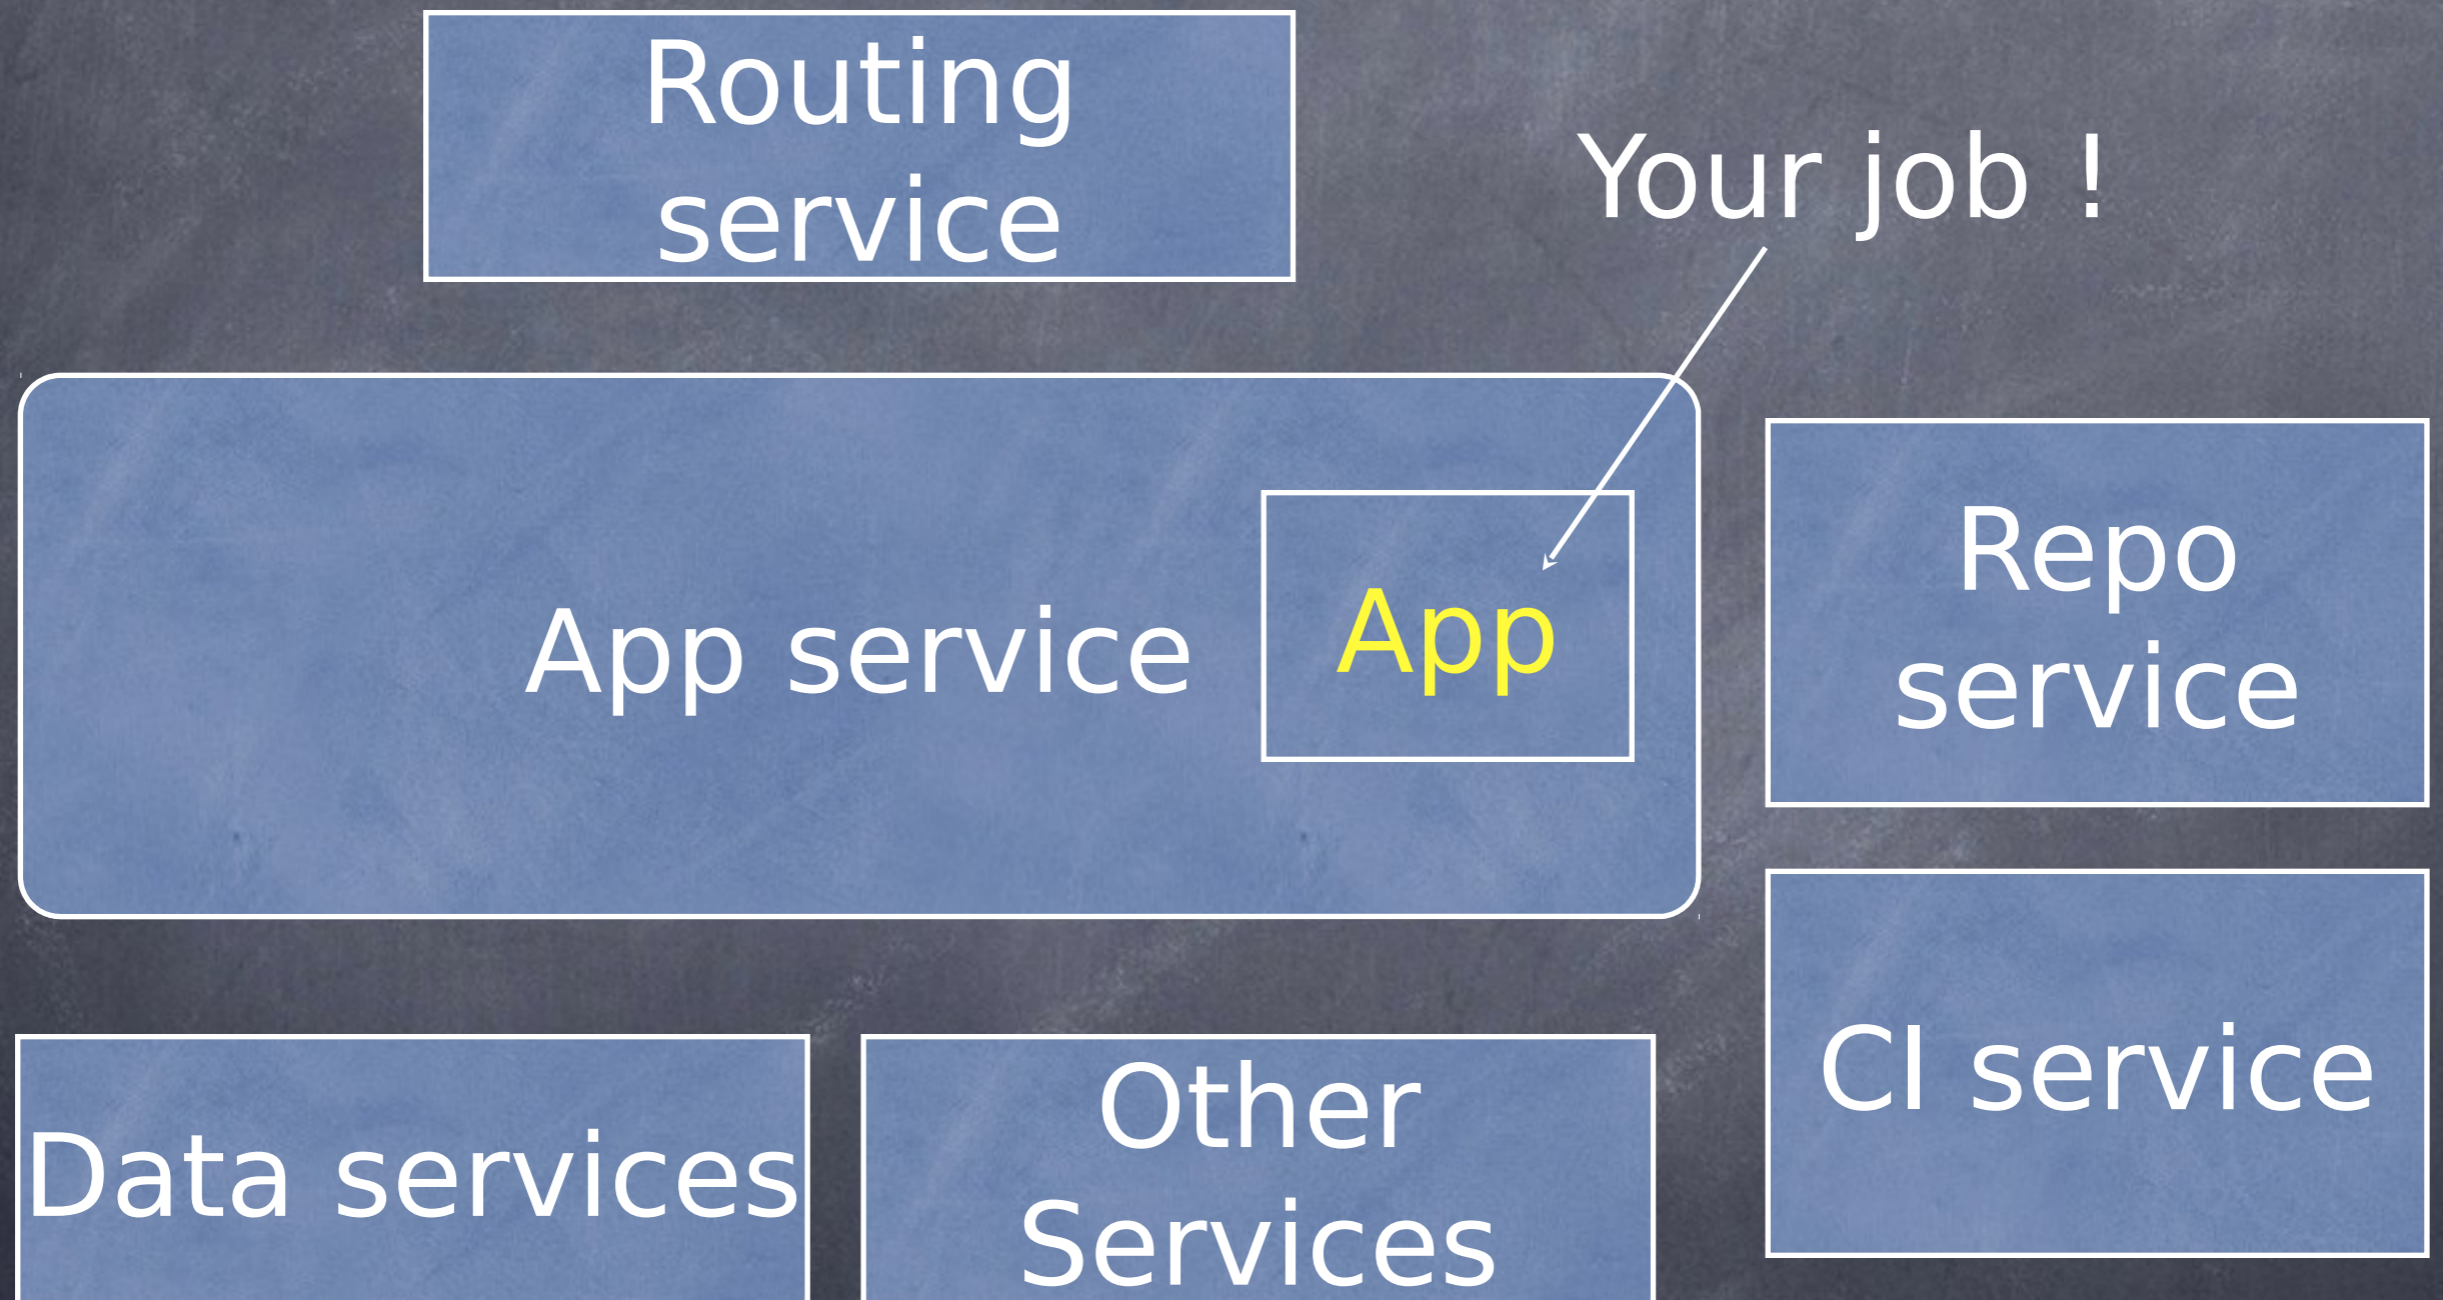 Routing
service
Your job !
App service
App
Repo
service
CI service
Data services
Other
Services